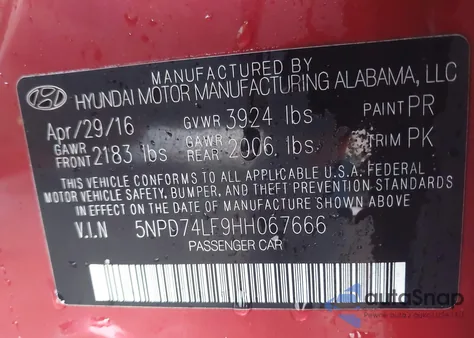 MANUFACTURED BY
HYUNDAI MOTOR MANUFACTURING ALABAMA, LLC
Apr/29/16 GVWR 3924 lbs PAINT PR
GAWR FRONT 2183 lbs GAWR REAR 2006 lbs TRIM PK
THIS VEHICLE CONFORMS TO ALL APPLICABLE U.S.A. FEDERAL
MOTOR VEHICLE SAFETY, BUMPER, AND THEFT PREVENTION STANDARDS
IN EFFECT ON THE DATE OF MANUFACTURE SHOWN ABOVE.
V.I.N 5NPD74LF9HH067666
PASSENGER CAR
autoSnap